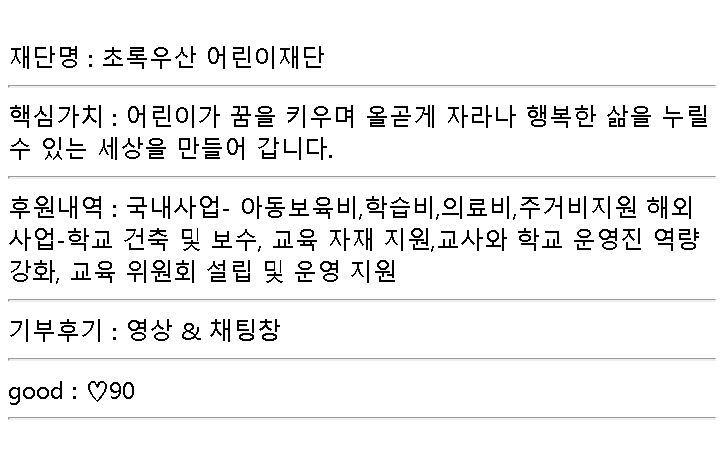 재단명 : 초록우산 어린이재단
핵심가치 : 어린이가 꿈을 키우며 올곧게 자라나 행복한 삶을 누릴
수 있는 세상을 만들어 갑니다.
후원내역 : 국내사업- 아동보육비,학습비,의료비,주거비지원 해외
사업-학교 건축 및 보수, 교육 자재 지원,교사와 학교 운영진 역량
강화, 교육 위원회 설립 및 운영 지원
기부후기 : 영상 & 채팅창
good : ♡90